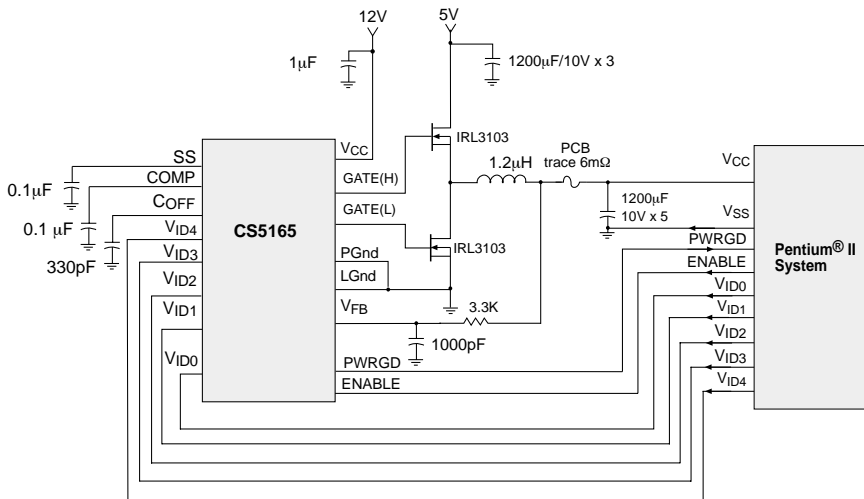 12V
5V
1μF
1200μF/10V x 3
IRL3103
PCB
trace 6mΩ
1.2μH
SS
COMP
COFF
VID4
VID3
VID2
VID1
VID0
0.1μF
0.1 μF
330pF
CS5165
VCC
GATE(H)
GATE(L)
PGnd
LGnd
VFB
PWRGD
ENABLE
IRL3103
3.3K
1000pF
1200μF
10V x 5
VCC
VSS
PWRGD
ENABLE
VID0
VID1
VID2
VID3
VID4
Pentium® II
System